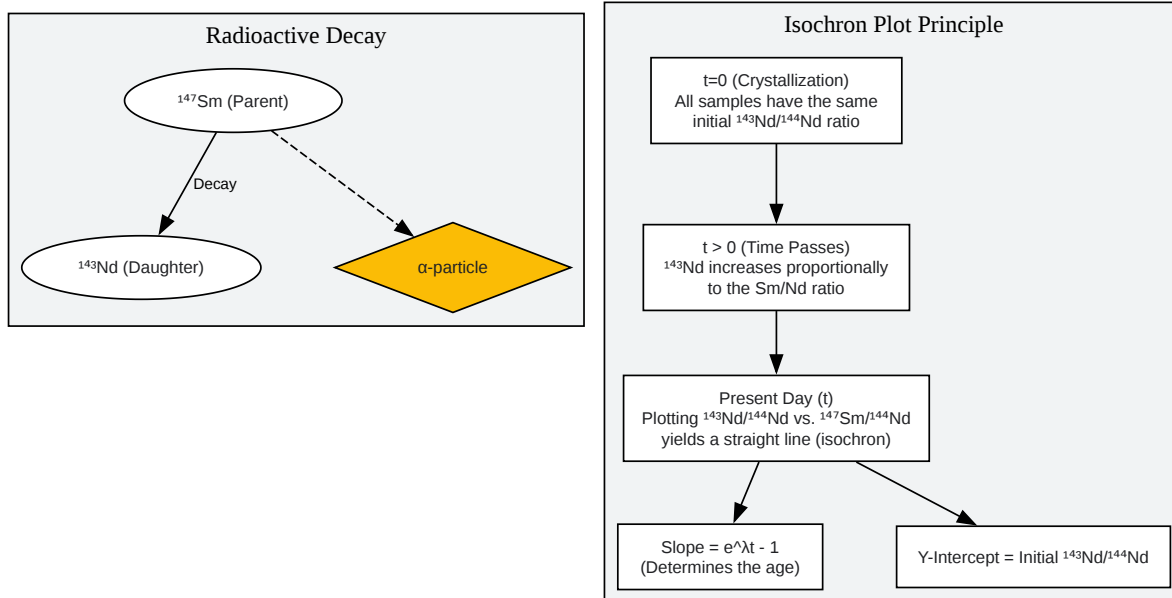 Radioactive Decay
¹⁴⁷Sm (Parent)
Decay
¹⁴³Nd (Daughter)
α-particle
Isochron Plot Principle
t=0 (Crystallization)
All samples have the same
initial ¹⁴³Nd/¹⁴⁴Nd ratio
t > 0 (Time Passes)
¹⁴³Nd increases proportionally
to the Sm/Nd ratio
Present Day (t)
Plotting ¹⁴³Nd/¹⁴⁴Nd vs. ¹⁴⁷Sm/¹⁴⁴Nd
yields a straight line (isochron)
Slope = e^λt - 1
(Determines the age)
Y-Intercept = Initial ¹⁴³Nd/¹⁴⁴Nd